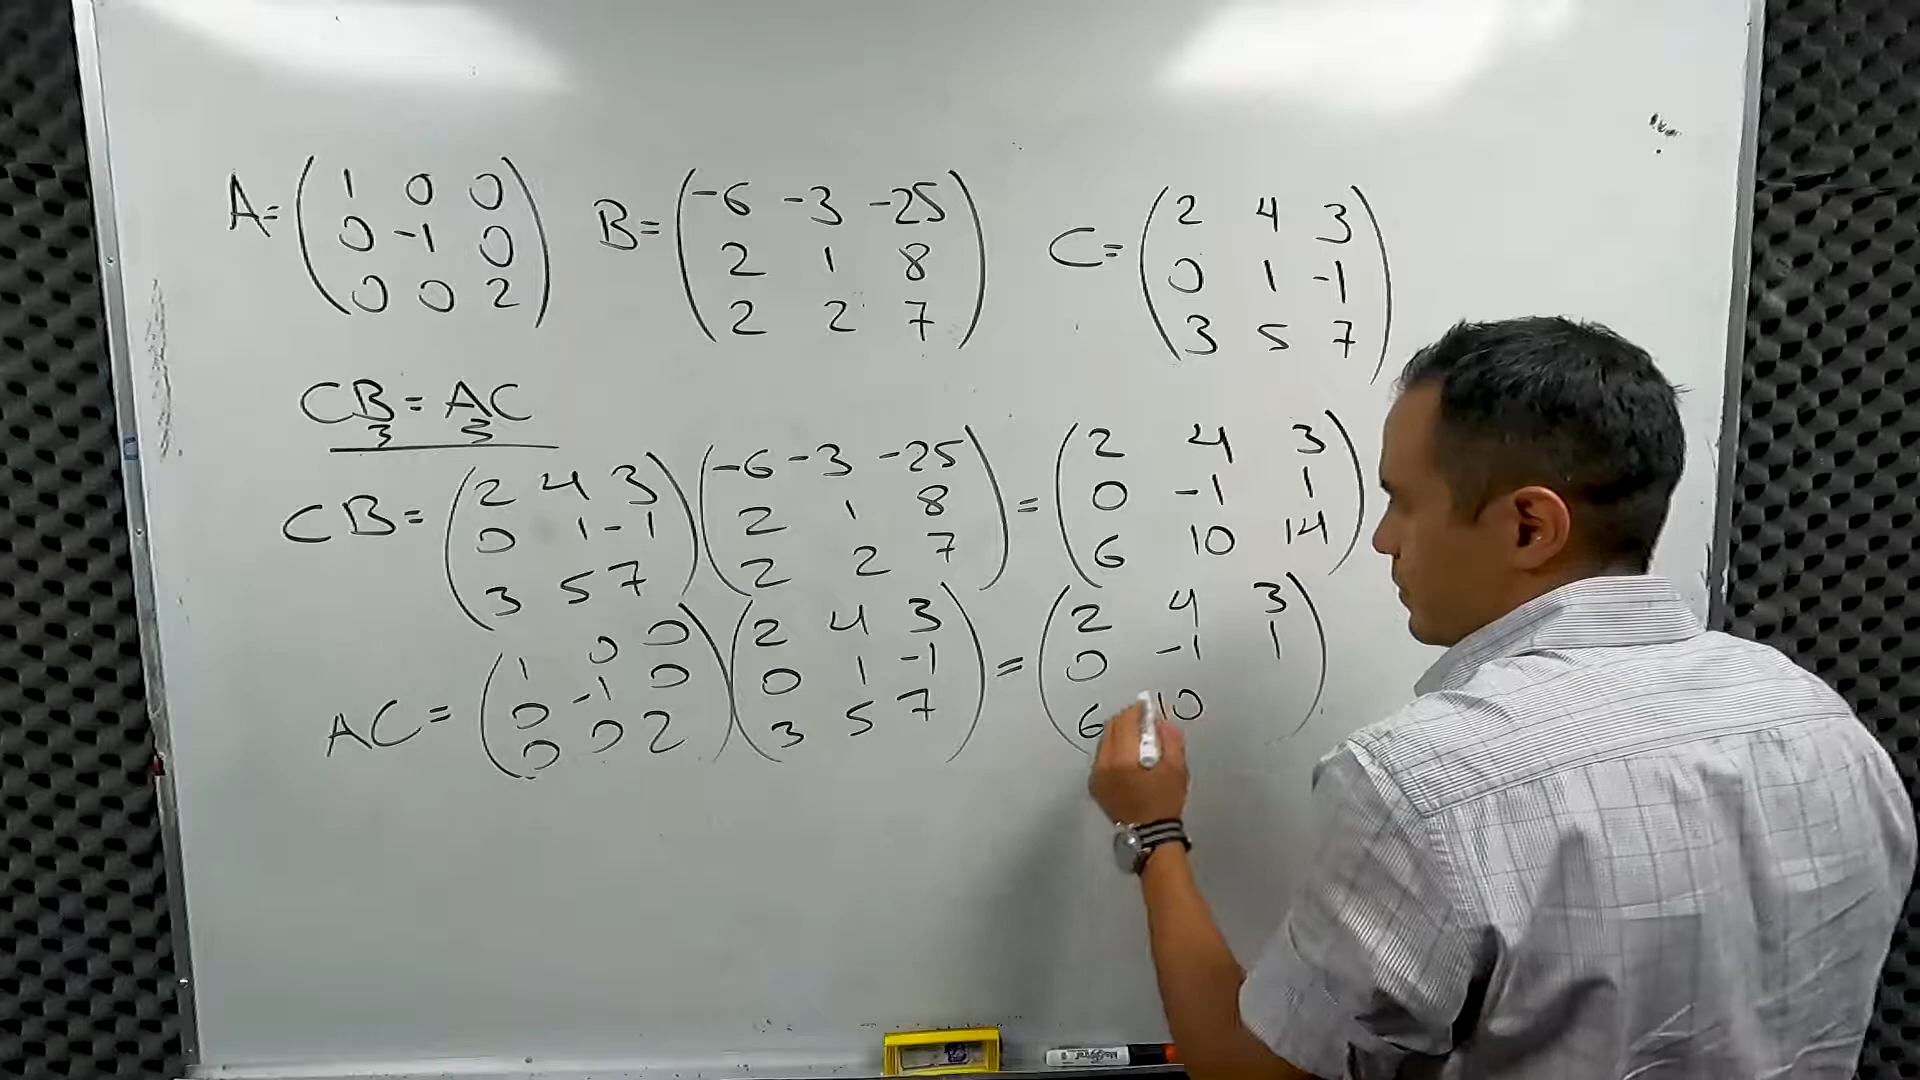 A= ( 1 0 0 B= ( -6 -3 -25 C= ( 2 4 3
0 -1 0 2 1 8 0 1 -1
0 0 2 ) 2 2 7 ) 3 5 7 )
CB = AC
3 3
CB = ( 2 4 3 ( -6 -3 -25 = ( 2 4 3
0 1 -1 2 1 8 0 -1 1
3 5 7 ) 2 2 7 ) 6 10 14 )
AC = ( 1 0 0 ( 2 4 3 = ( 2 4 3
0 -1 0 0 1 -1 0 -1 1
0 0 2 ) 3 5 7 ) 6 10 )